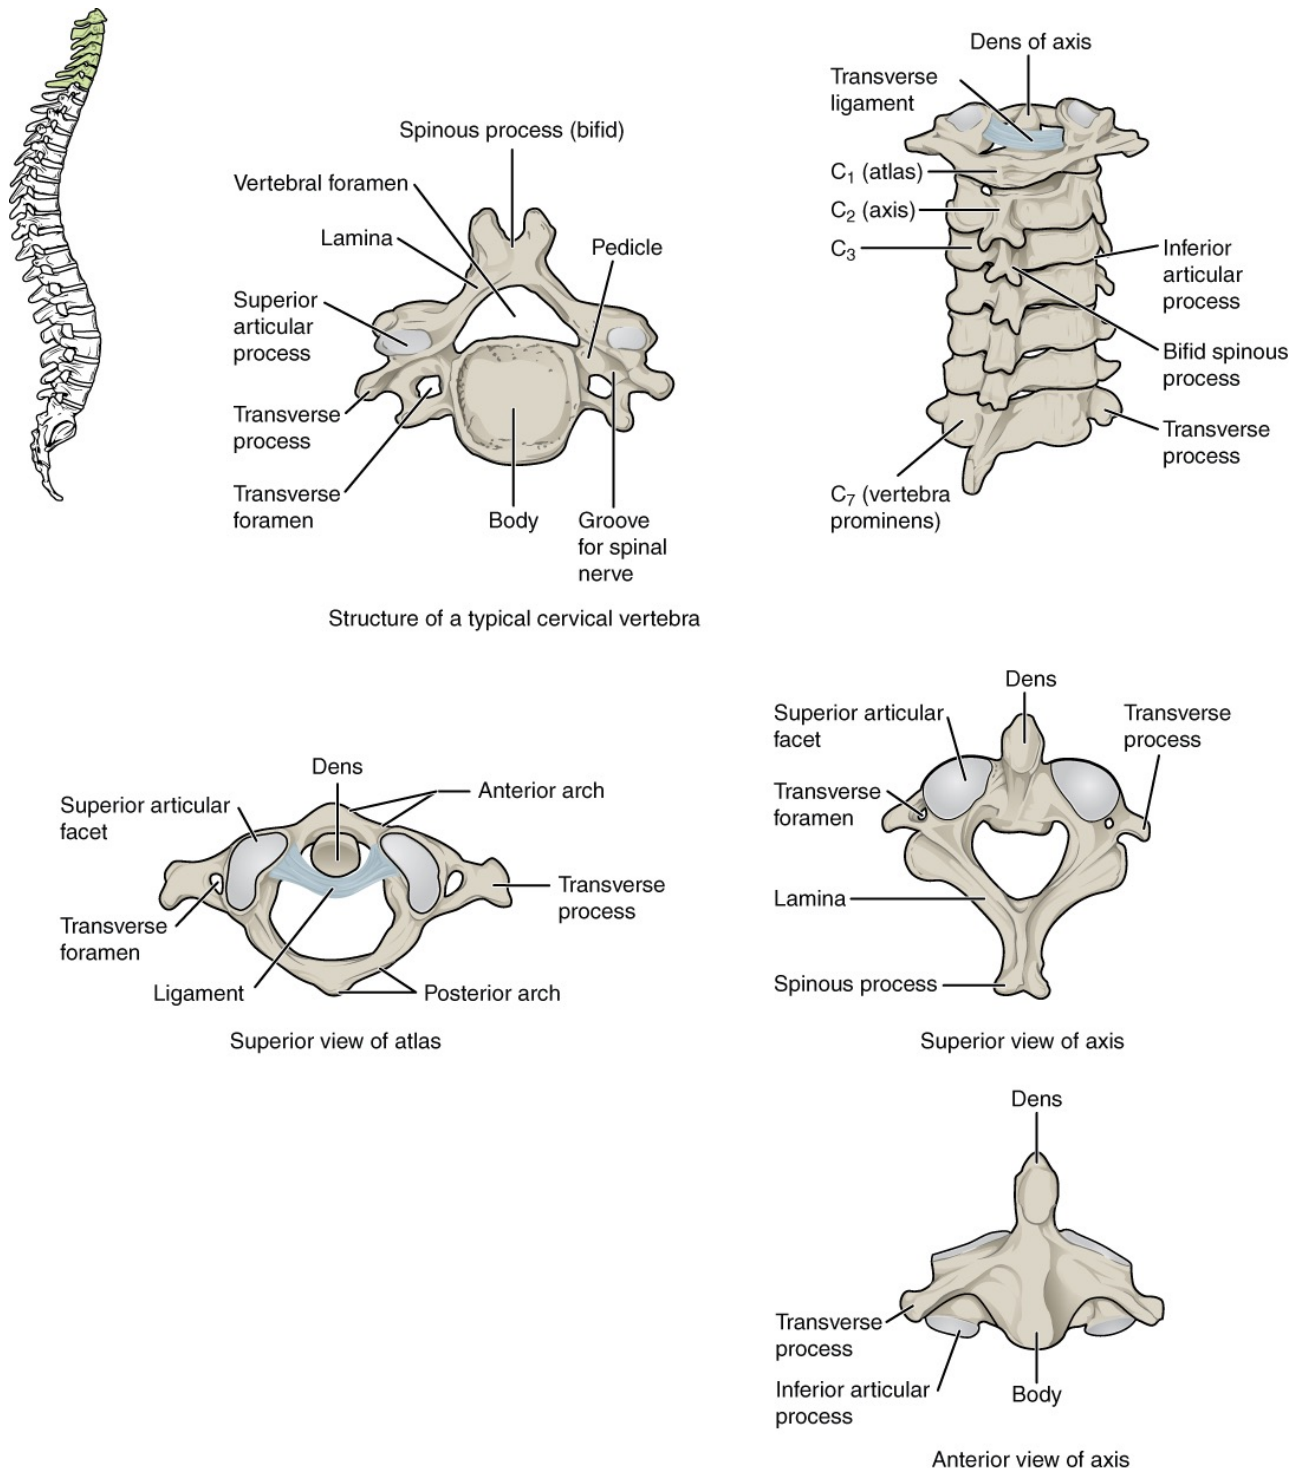 Dens of axis
Transverse
ligament
C1 (atlas)
C2 (axis)
C3
Inferior
articular
process
Bifid spinous
process
Transverse
process
C7 (vertebra
prominens)
Spinous process (bifid)
Vertebral foramen
Lamina
Pedicle
Superior
articular
process
Transverse
process
Transverse
foramen
Body
Groove
for spinal
nerve
Structure of a typical cervical vertebra
Dens
Superior articular
facet
Anterior arch
Transverse
process
Transverse
foramen
Ligament
Posterior arch
Superior view of atlas
Dens
Superior articular
facet
Transverse
process
Transverse
foramen
Lamina
Spinous process
Superior view of axis
Dens
Transverse
process
Inferior articular
process
Body
Anterior view of axis